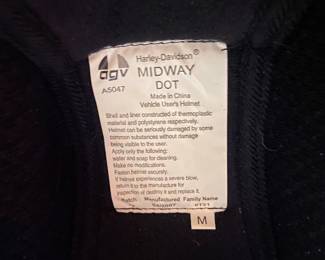 agv
A5047
Harley-Davidson®
MIDWAY
DOT
Made in China
Vehicle User's Helmet
Shell and liner constructed of thermoplastic
material and polystyrene respectively.
Helmet can be seriously damaged by some
common substances without damage
being visible to the user.
Apply only the following:
water and soap for cleaning.
Make no modifications.
Fasten helmet securely.
If helmet experiences a severe blow,
return it to the manufacture for
inspection of destroy it and replace it.
Batch Manufactured Family Name
M